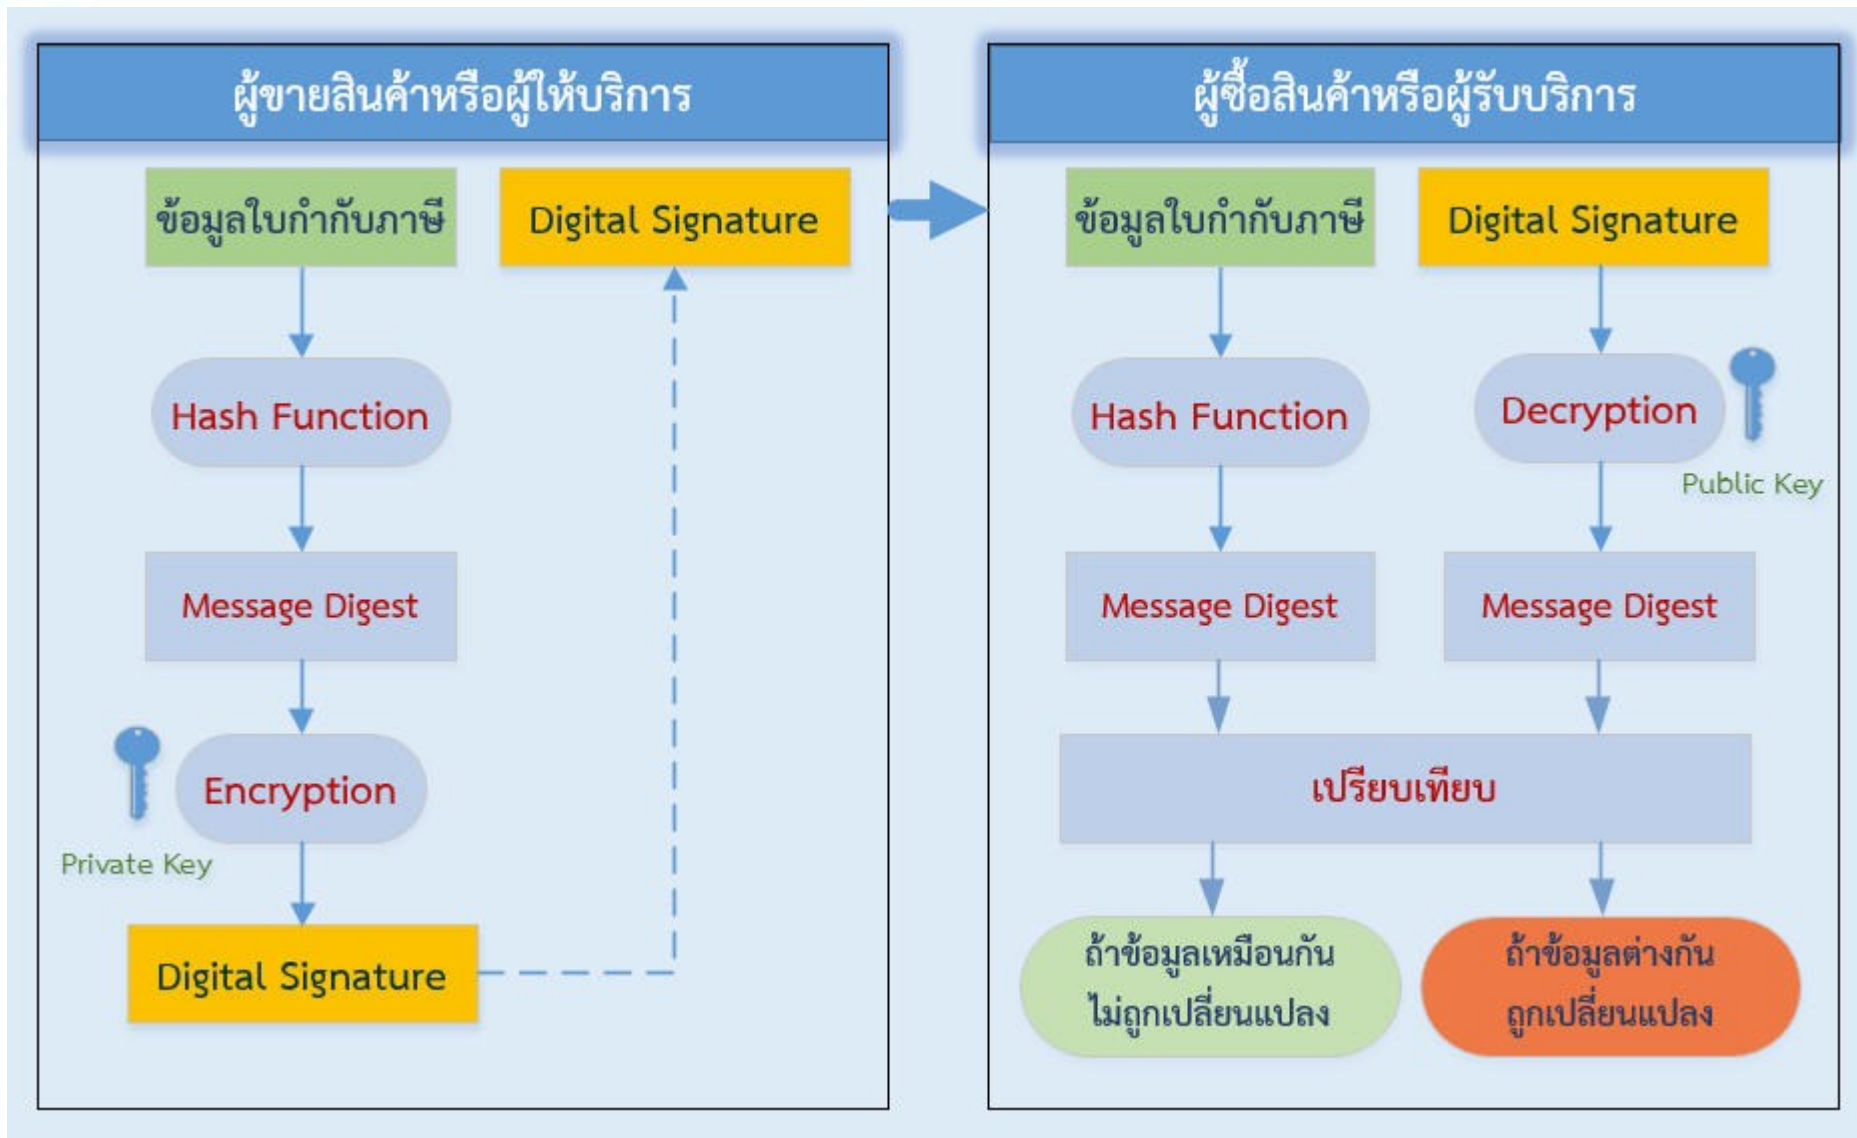 ผู้ขายสินค้าหรือผู้ให้บริการ
ข้อมูลใบกำกับภาษี
Digital Signature
Hash Function
Message Digest
Encryption
Private Key
Digital Signature
ผู้ซื้อสินค้าหรือผู้รับบริการ
ข้อมูลใบกำกับภาษี
Digital Signature
Hash Function
Decryption
Public Key
Message Digest
Message Digest
เปรียบเทียบ
ถ้าข้อมูลเหมือนกัน
ไม่ถูกเปลี่ยนแปลง
ถ้าข้อมูลต่างกัน
ถูกเปลี่ยนแปลง